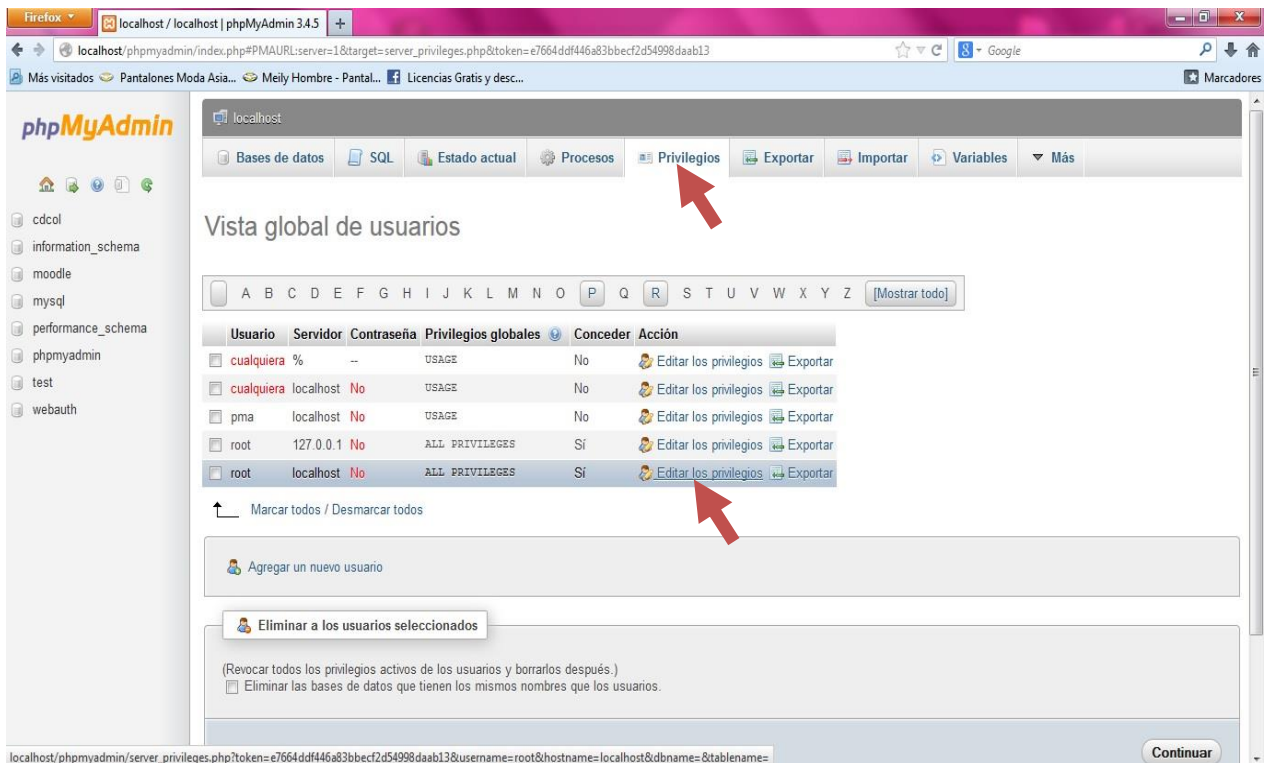 Firefox
localhost / localhost | phpMyAdmin 3.4.5
+
localhost/phpmyadmin/index.php#PMAURL:server=1&target=server_privileges.php&token=e7664ddf446a83bbecf2d54998daab13
Google
Más visitados Pantalones Moda Asia... Meily Hombre - Pantal... Licencias Gratis y desc...
Marcadores
phpMyAdmin
cdcol
information_schema
moodle
mysql
performance_schema
phpmyadmin
test
webauth
localhost
Bases de datos SQL Estado actual Procesos Privilegios Exportar Importar Variables Más
Vista global de usuarios
A B C D E F G H I J K L M N O P Q R S T U V W X Y Z [Mostrar todo]
Usuario Servidor Contraseña Privilegios globales Conceder Acción
cualquiera % -- USAGE No Editar los privilegios Exportar
cualquiera localhost No USAGE No Editar los privilegios Exportar
pma localhost No USAGE No Editar los privilegios Exportar
root 127.0.0.1 No ALL PRIVILEGES Sí Editar los privilegios Exportar
root localhost No ALL PRIVILEGES Sí Editar los privilegios Exportar
Marcar todos / Desmarcar todos
Agregar un nuevo usuario
Eliminar a los usuarios seleccionados
(Revocar todos los privilegios activos de los usuarios y borrarlos después.)
Eliminar las bases de datos que tienen los mismos nombres que los usuarios.
Continuar
localhost/phpmyadmin/server_privileges.php?token=e7664ddf446a83bbecf2d54998daab13&username=root&hostname=localhost&dbname=&tablename=